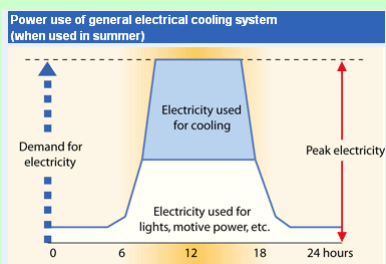 Power use of general electrical cooling system
(when used in summer)
Electricity used
for cooling
Demand for
electricity
Peak electricity
Electricity used for
lights, motive power, etc.
0 6 12 18 24 hours